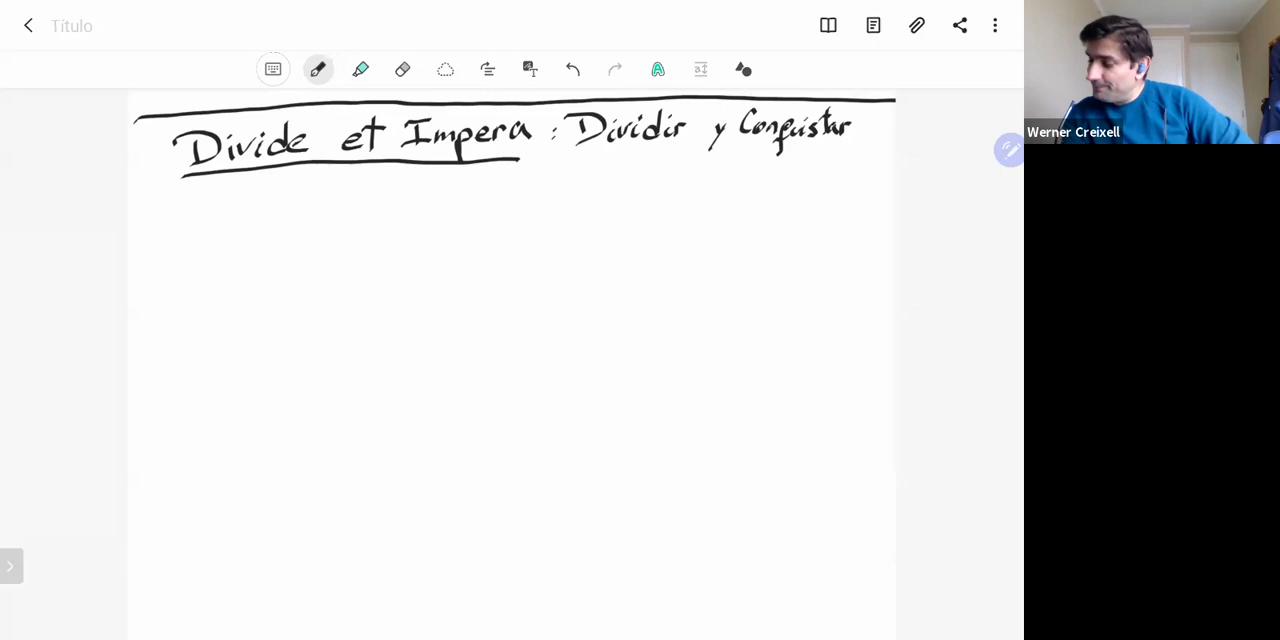 Título
Divide et Impera : Dividir y Conquistar
Werner Creixell